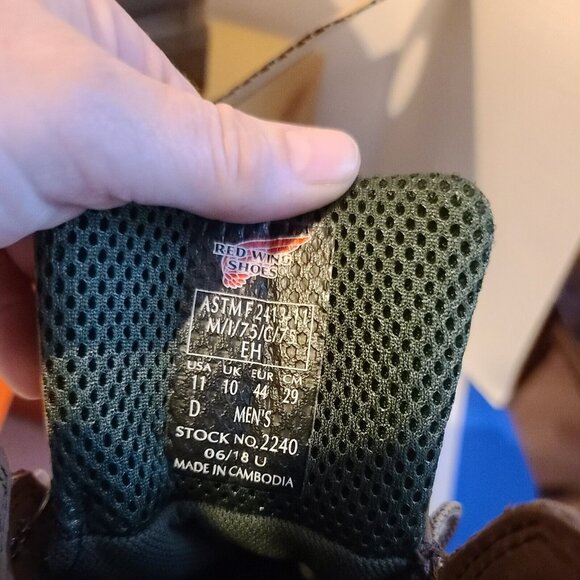 RED WING
SHOES
ASTM F 2413-11
M/I/75/C/75
EH
USA UK EUR CM
11 10 44 29
D MEN'S
STOCK NO. 2240
06/18 U
MADE IN CAMBODIA